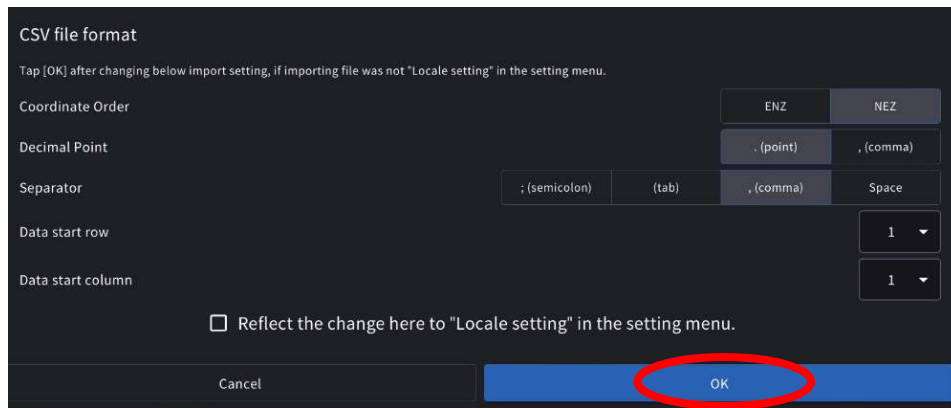 CSV file format
Tap [OK] after changing below import setting, if importing file was not "Locale setting" in the setting menu.
Coordinate Order ENZ NEZ
Decimal Point . (point) , (comma)
Separator ; (semicolon) (tab) , (comma) Space
Data start row 1
Data start column 1
Reflect the change here to "Locale setting" in the setting menu.
Cancel OK